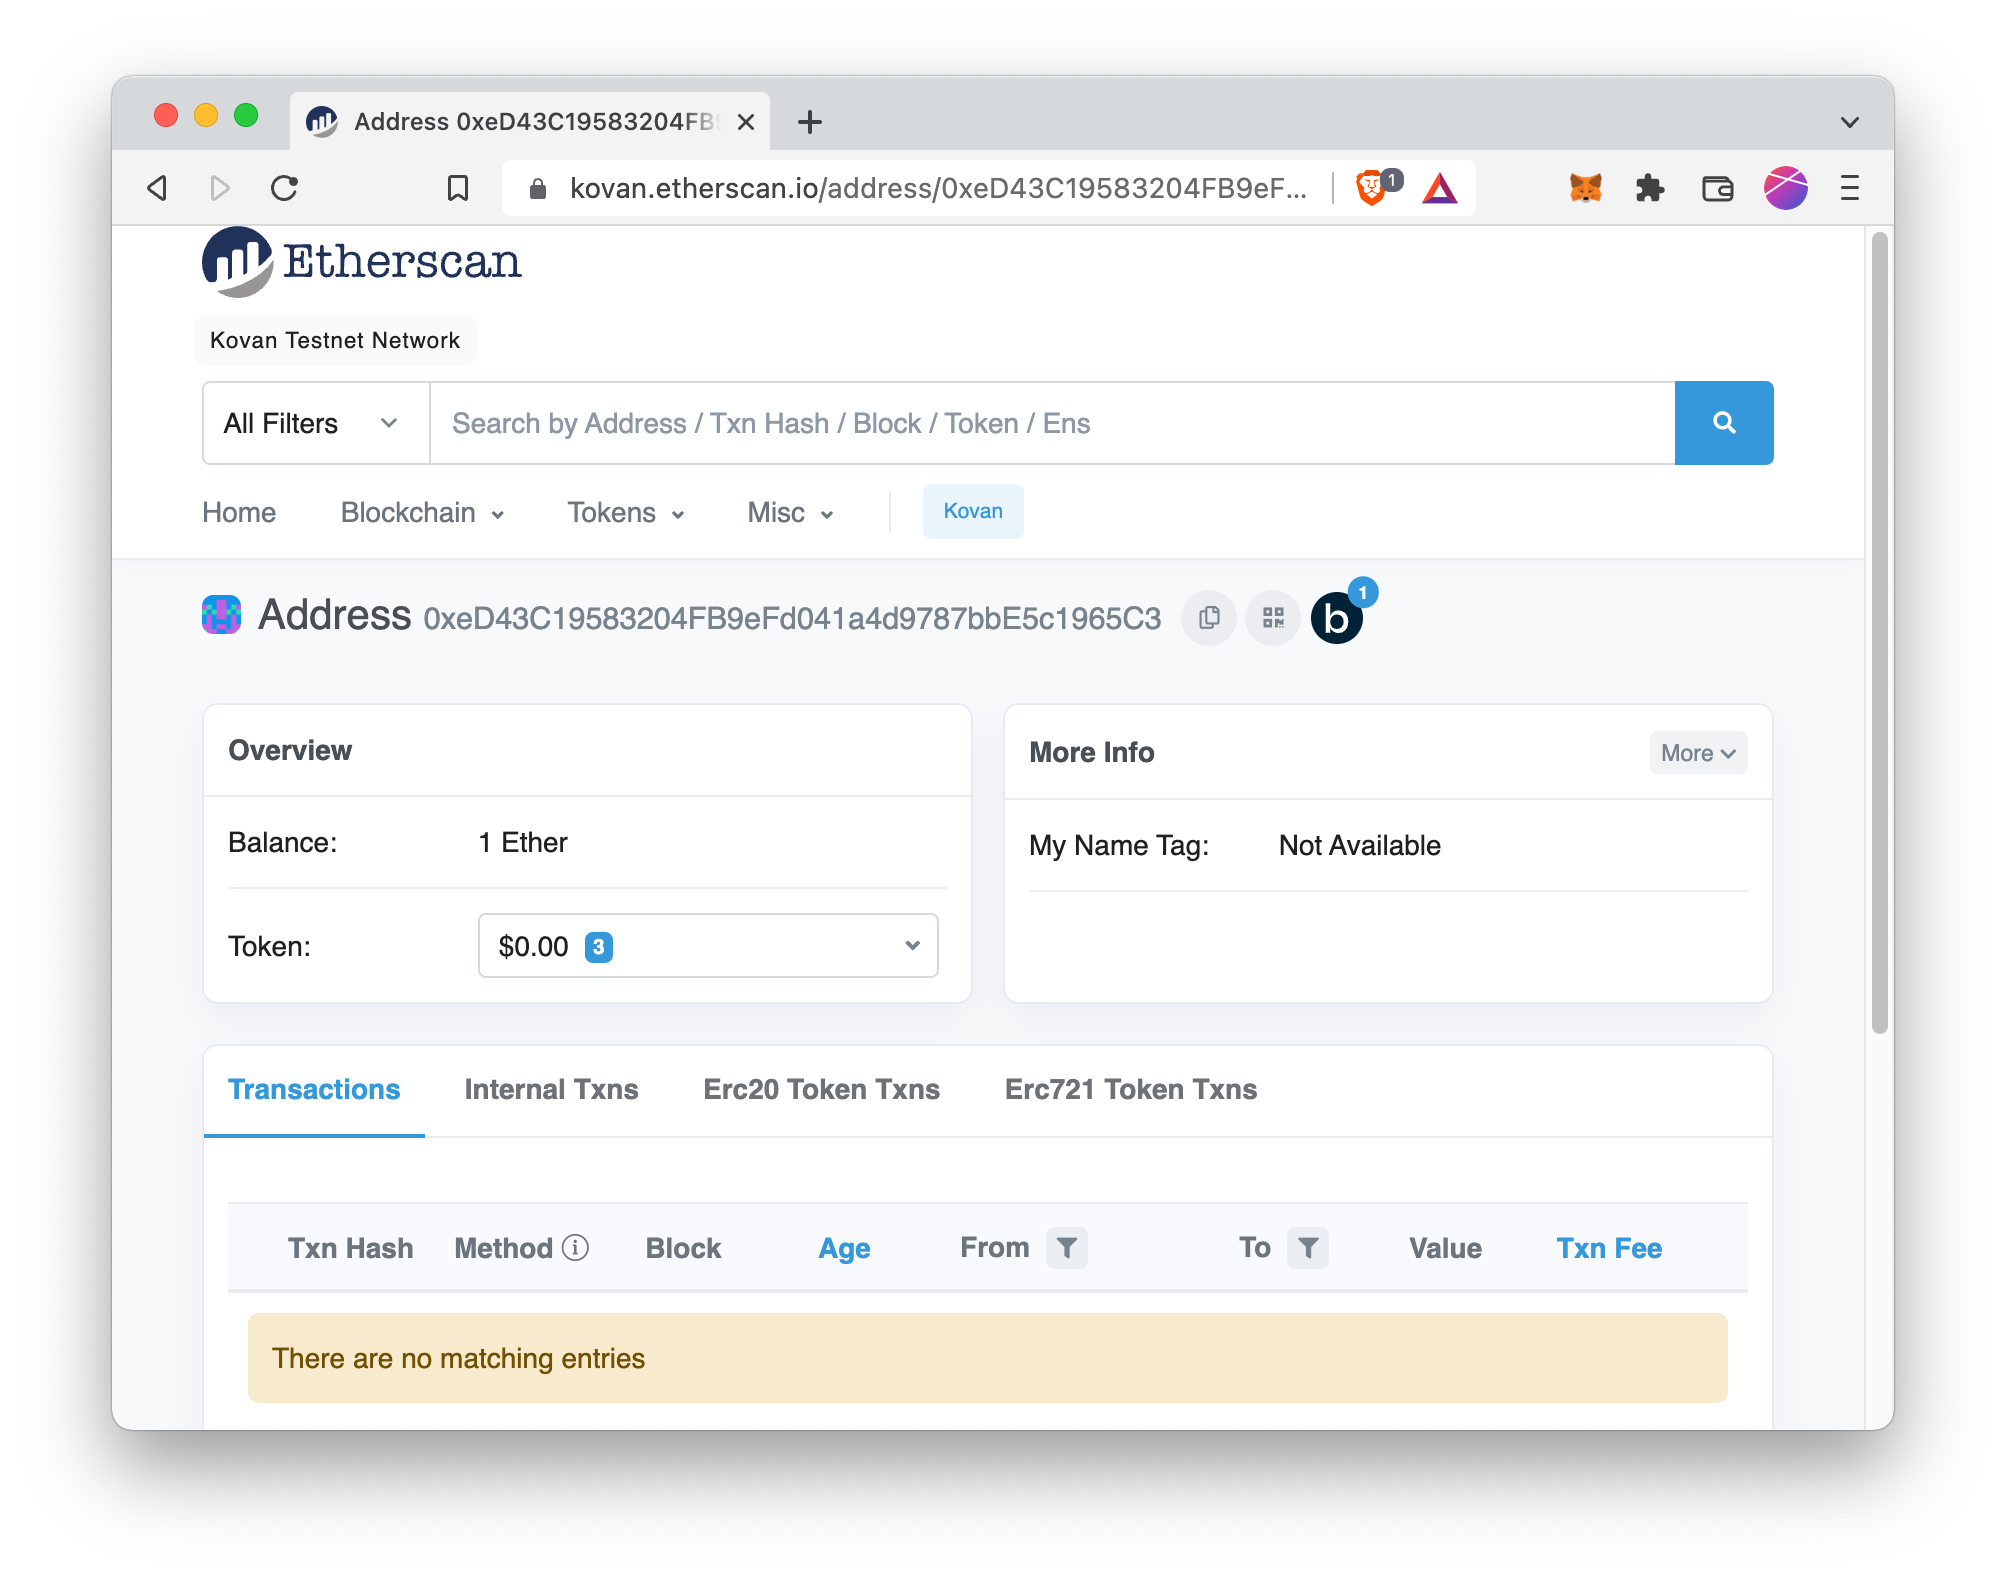 Address 0xeD43C19583204FB
kovan.etherscan.io/address/0xeD43C19583204FB9eF...
1
Etherscan
Kovan Testnet Network
All Filters
Search by Address / Txn Hash / Block / Token / Ens
Home
Blockchain
Tokens
Misc
Kovan
Address 0xeD43C19583204FB9eFd041a4d9787bbE5c1965C3
b
1
Overview
Balance:
1 Ether
Token:
$0.00 3
More Info
More
My Name Tag:
Not Available
Transactions
Internal Txns
Erc20 Token Txns
Erc721 Token Txns
Txn Hash
Method
Block
Age
From
To
Value
Txn Fee
There are no matching entries